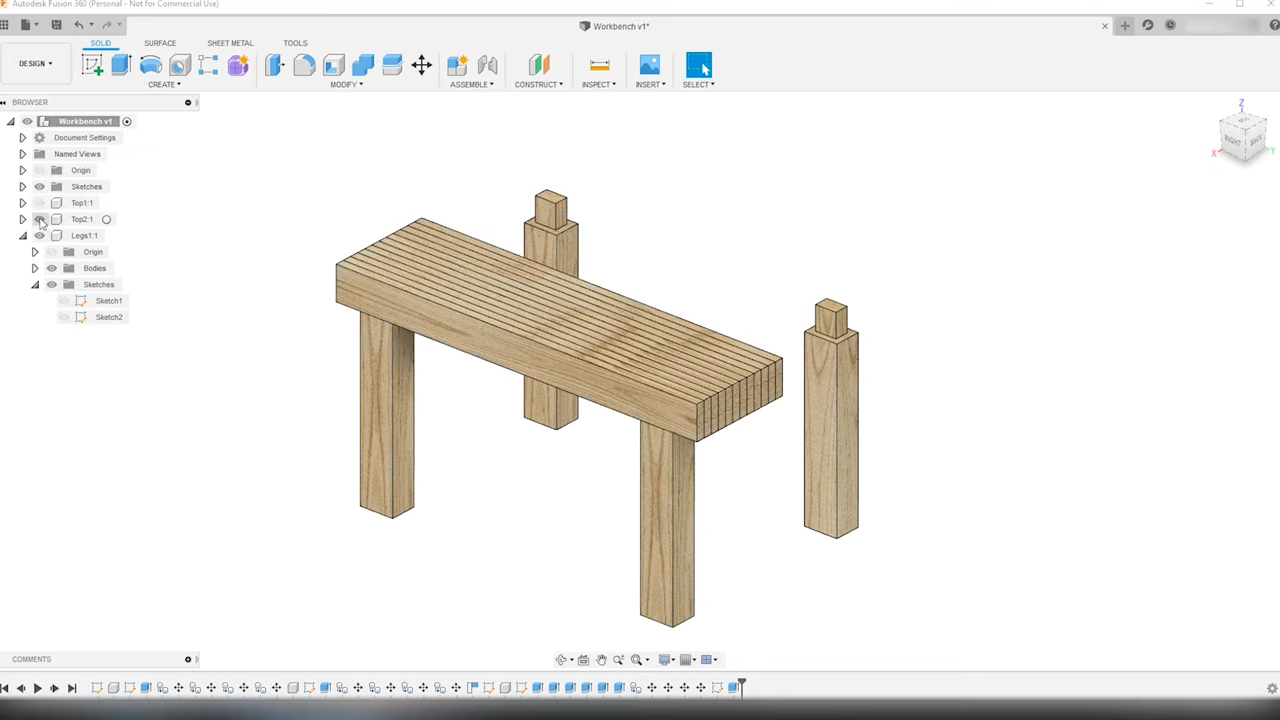 Autodesk Fusion 360 (Personal - Not for Commercial Use)
Workbench v1*
SOLID SURFACE SHEET METAL TOOLS
DESIGN
CREATE MODIFY ASSEMBLE CONSTRUCT INSPECT INSERT SELECT
BROWSER
Workbench v1
Document Settings
Named Views
Origin
Sketches
Top1:1
Top2:1
Legs1:1
Origin
Bodies
Sketches
Sketch1
Sketch2
Z
RIGHT BACK
X Y
COMMENTS